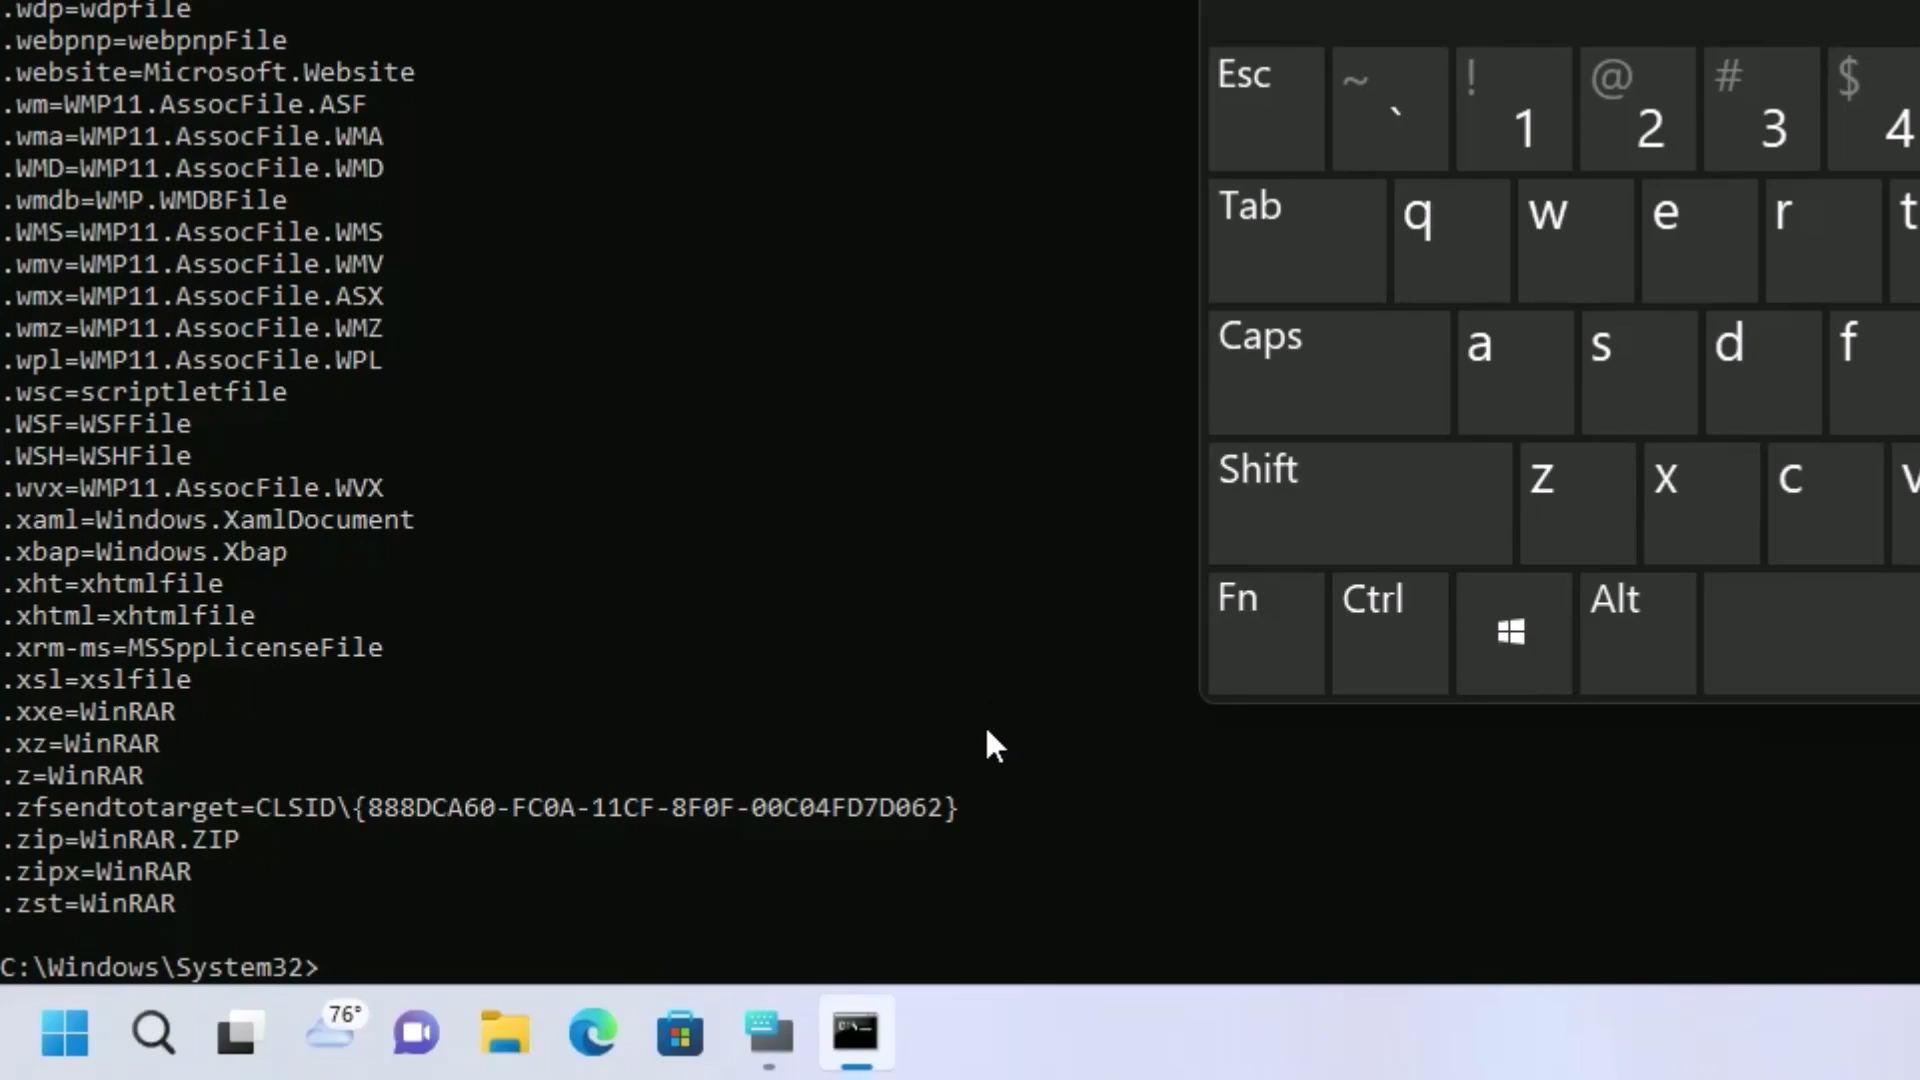 .wdp=wdpfile
.webpnp=webpnpFile
.website=Microsoft.Website
.wm=WMP11.AssocFile.ASF
.wma=WMP11.AssocFile.WMA
.WMD=WMP11.AssocFile.WMD
.wmdb=WMP.WMDBFile
.WMS=WMP11.AssocFile.WMS
.wmv=WMP11.AssocFile.WMV
.wmx=WMP11.AssocFile.ASX
.wmz=WMP11.AssocFile.WMZ
.wpl=WMP11.AssocFile.WPL
.wsc=scriptletfile
.WSF=WSFFile
.WSH=WSHFile
.wvx=WMP11.AssocFile.WVX
.xaml=Windows.XamlDocument
.xbap=Windows.Xbap
.xht=xhtmlfile
.xhtml=xhtmlfile
.xrm-ms=MSSppLicenseFile
.xsl=xslfile
.xxe=WinRAR
.xz=WinRAR
.z=WinRAR
.zfsendtotarget=CLSID\{888DCA60-FC0A-11CF-8F0F-00C04FD7D062}
.zip=WinRAR.ZIP
.zipx=WinRAR
.zst=WinRAR
C:\Windows\System32>
Esc ~ ` ! 1 @ 2 # 3 $ 4
Tab q w e r t
Caps a s d f
Shift z x c v
Fn Ctrl Alt
76°